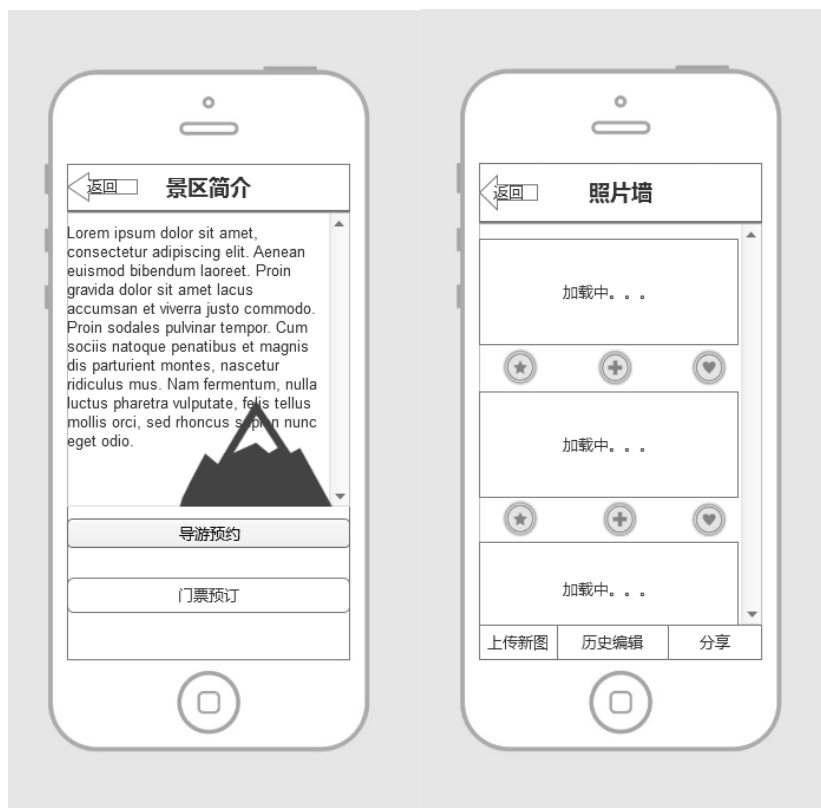 返回
景区简介
Lorem ipsum dolor sit amet,
consectetur adipiscing elit. Aenean
euismod bibendum laoreet. Proin
gravida dolor sit amet lacus
accumsan et viverra justo commodo.
Proin sodales pulvinar tempor. Cum
sociis natoque penatibus et magnis
dis parturient montes, nascetur
ridiculus mus. Nam fermentum, nulla
luctus pharetra vulputate, felis tellus
mollis orci, sed rhoncus sapien nunc
eget odio.
导游预约
门票预订
返回
照片墙
加载中。。。
加载中。。。
加载中。。。
上传新图
历史编辑
分享